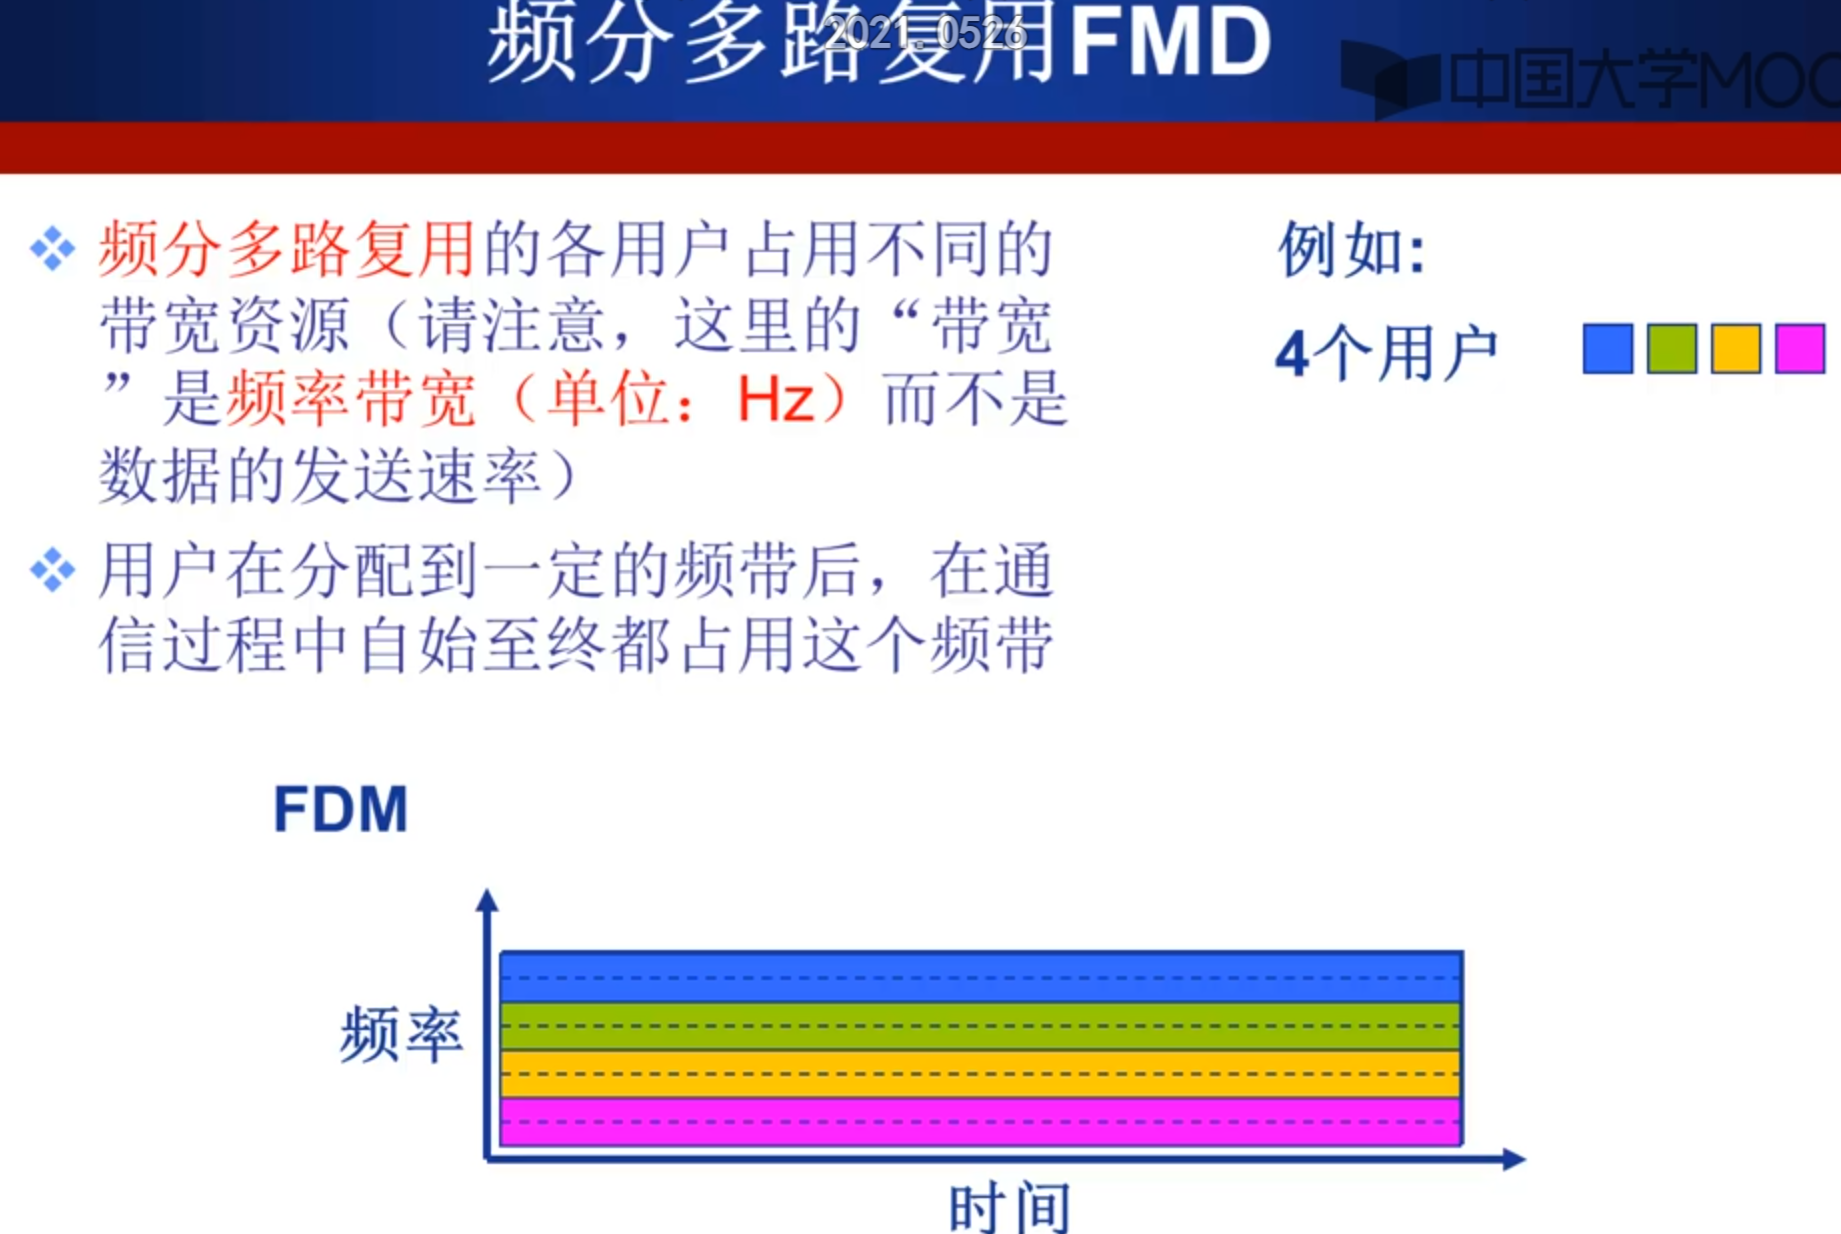 频分多路复用FMD
2021.0526
中国大学MOO
频分多路复用的各用户占用不同的
带宽资源（请注意，这里的“带宽
”是频率带宽（单位：Hz）而不是
数据的发送速率）
用户在分配到一定的频带后，在通
信过程中自始至终都占用这个频带
例如:
4个用户
FDM
频率
时间